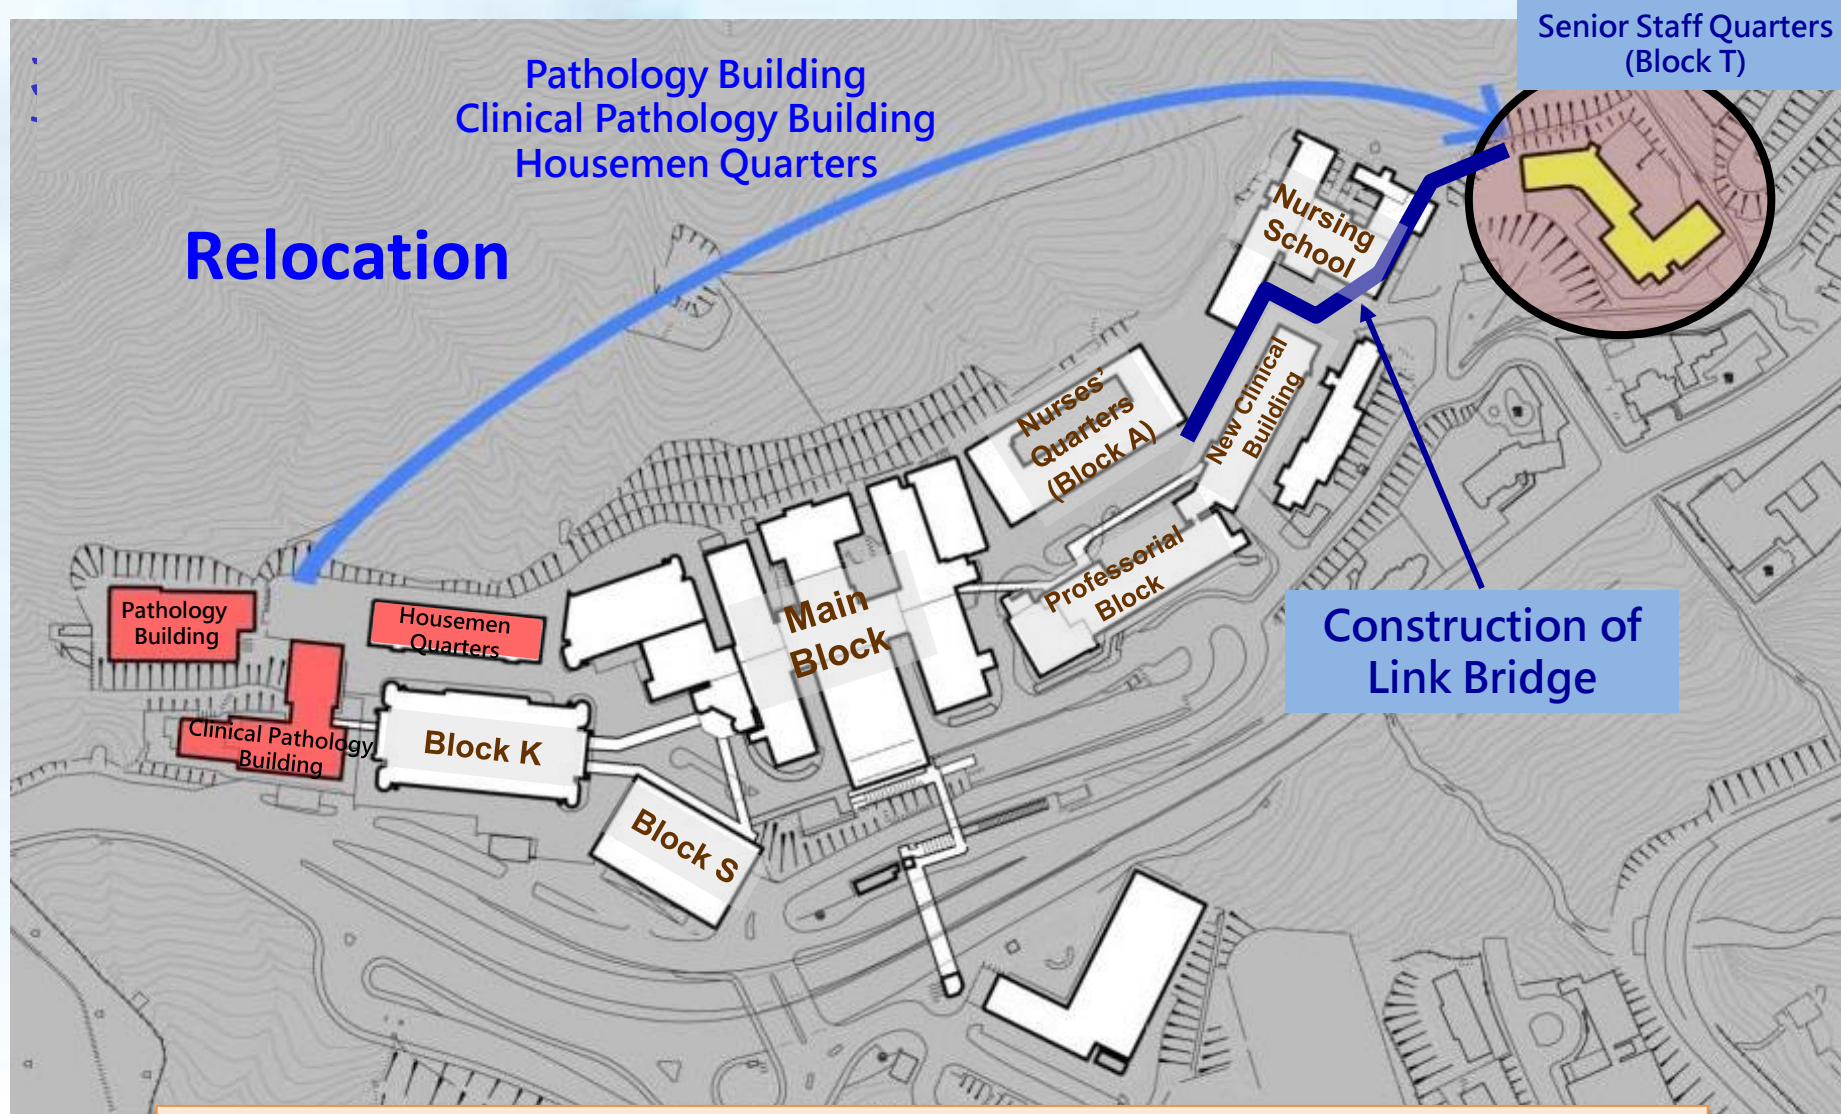 Senior Staff Quarters
(Block T)
Pathology Building
Clinical Pathology Building
Housemen Quarters
Relocation
Nursing
School
New Clinical
Building
Nurses’
Quarters
(Block A)
Professorial
Block
Main
Block
Pathology
Building
Housemen
Quarters
Clinical Pathology
Building
Block K
Block S
Construction of
Link Bridge